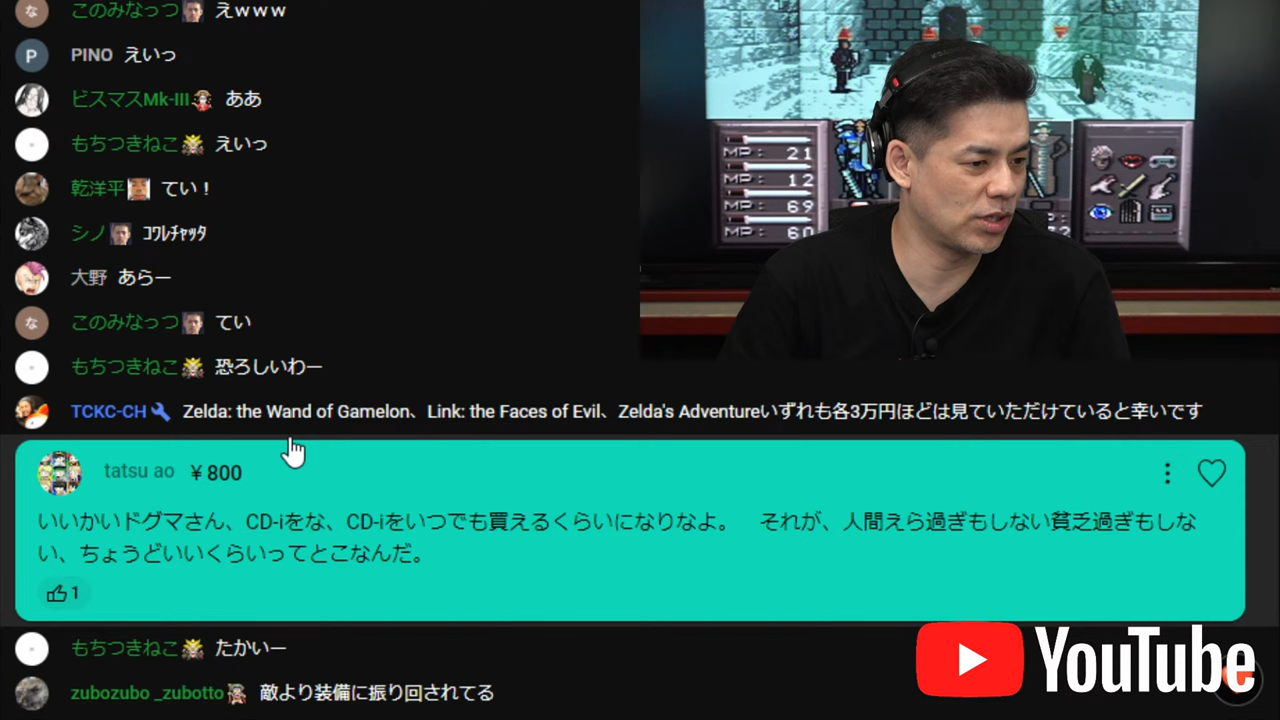 な このみなっつ えｗｗｗ
P PINO えいっ
ビスマスMk-III ああ
もちつきねこ えいっ
乾洋平 てい！
シノ ｺﾜﾚﾁｬｯﾀ
大野 あらー
な このみなっつ てい
もちつきねこ 恐ろしいわー
TCKC-CH Zelda: the Wand of Gamelon、Link: the Faces of Evil、Zelda's Adventureいずれも各3万円ほどは見ていただけていると幸いです
tatsu ao ￥800
いいかいドグマさん、CD-iをな、CD-iをいつでも買えるくらいになりなよ。　それが、人間えら過ぎもしない貧乏過ぎもしな
い、ちょうどいいくらいってとこなんだ。
1
もちつきねこ たかいー
zubozubo _zubotto 敵より装備に振り回されてる
MP: 21
MP: 12
MP: 69
MP: 60
YouTube